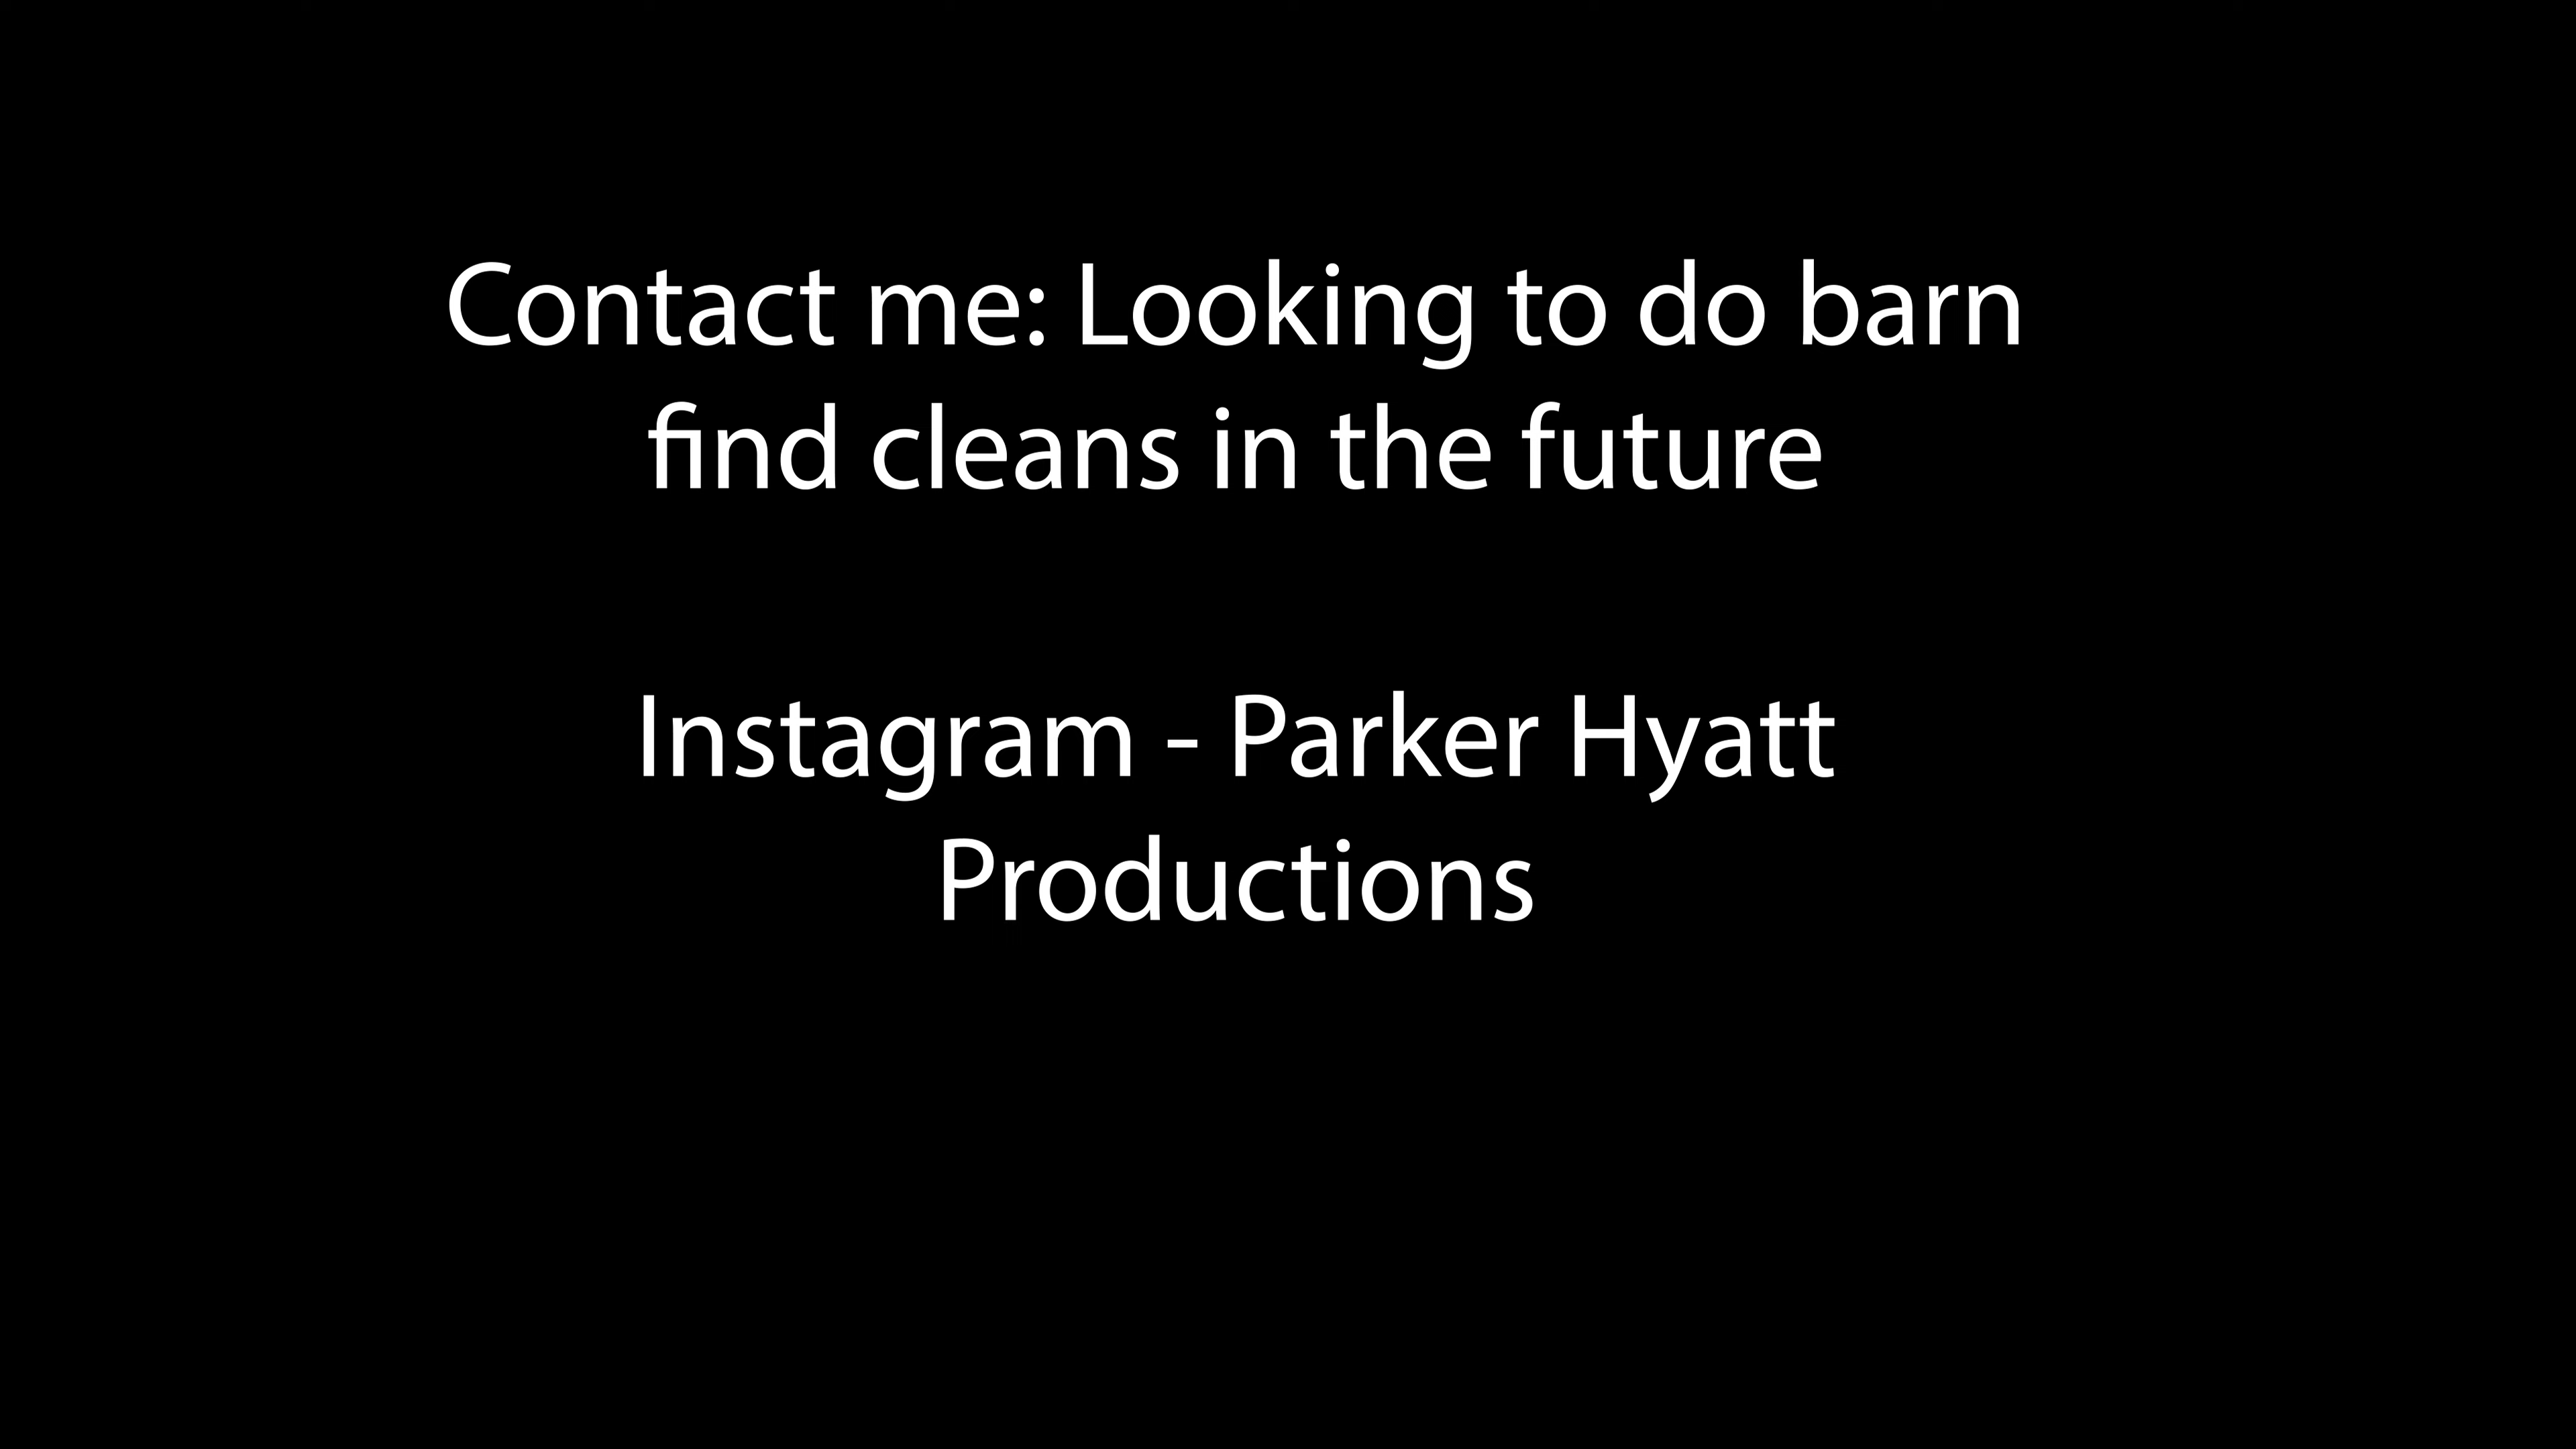 Contact me: Looking to do barn
find cleans in the future
Instagram - Parker Hyatt
Productions